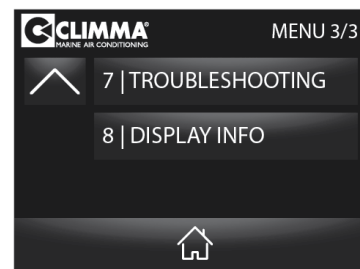 CLIMMA®
MARINE AIR CONDITIONING
MENU 3/3
7 | TROUBLESHOOTING
8 | DISPLAY INFO